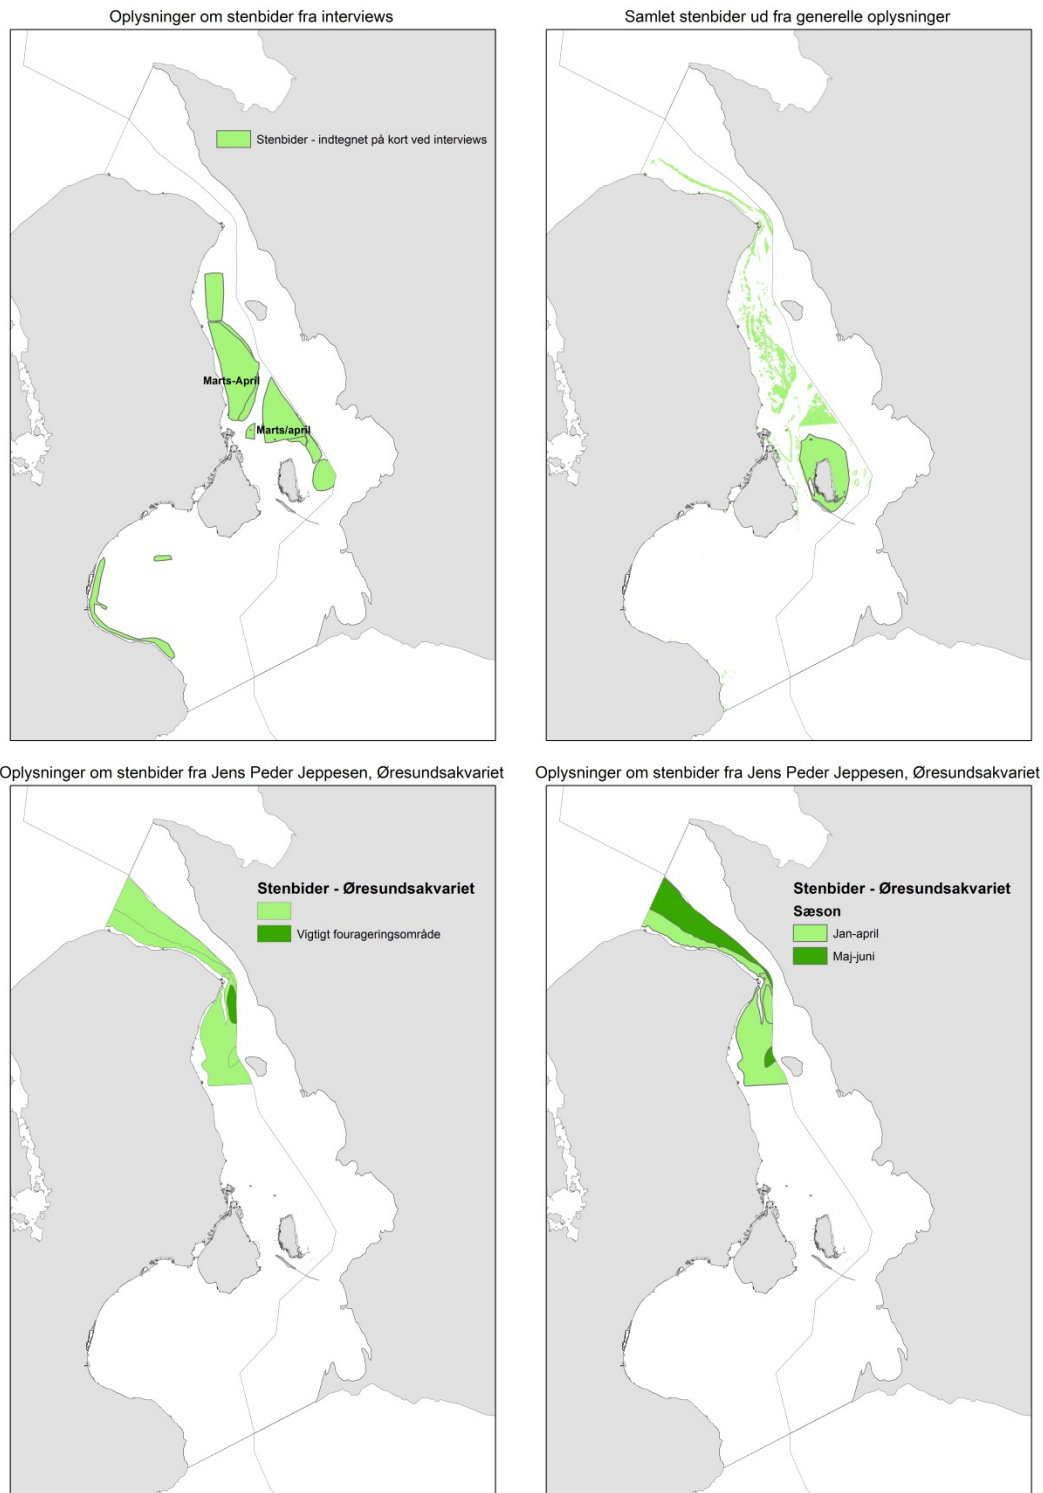 Oplysninger om stenbider fra interviews
Stenbider - indtegnet på kort ved interviews
Marts-April
Marts/april
Samlet stenbider ud fra generelle oplysninger
Oplysninger om stenbider fra Jens Peder Jeppesen, Øresundsakvariet
Stenbider - Øresundsakvariet
Vigtigt fourageringsområde
Oplysninger om stenbider fra Jens Peder Jeppesen, Øresundsakvariet
Stenbider - Øresundsakvariet
Sæson
Jan-april
Maj-juni